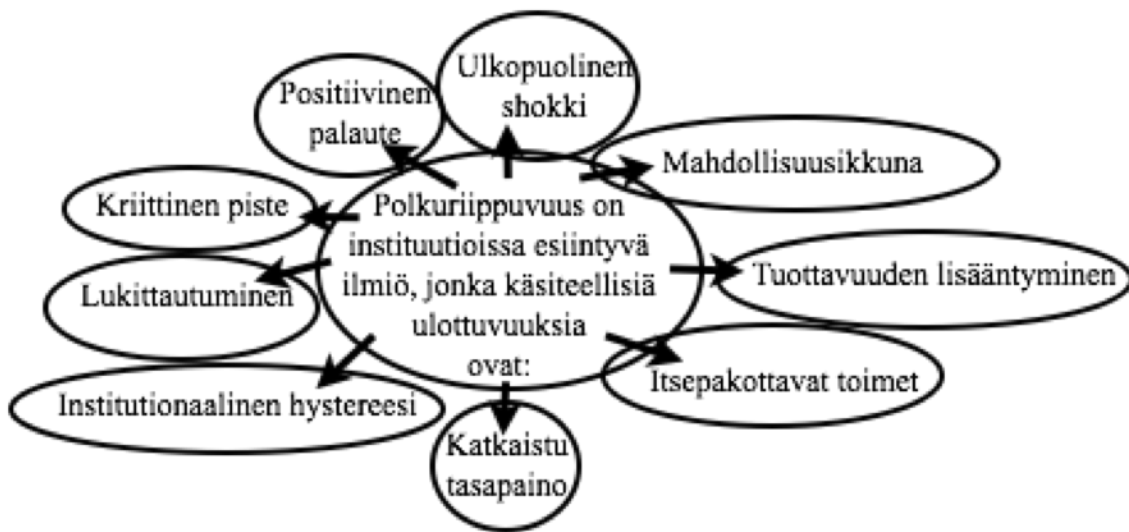 Ulkopuolinen
shokki
Positiivinen
palaute
Mahdollisuusikkuna
Kriittinen piste
Polkuriippuvuus on
instituutioissa esiintyvä
ilmiö, jonka käsiteellisiä
ulottuvuuksia
ovat:
Tuottavuuden lisääntyminen
Lukittautuminen
Itsepakottavat toimet
Institutionaalinen hystereesi
Katkaistu
tasapaino